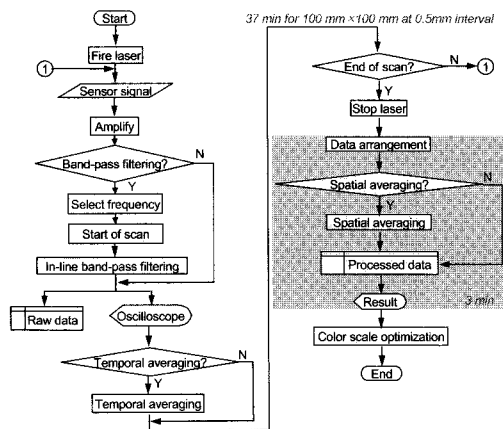 Start
Fire laser
1
Sensor signal
Amplify
Band-pass filtering?
N
Y
Select frequency
Start of scan
In-line band-pass filtering
Raw data
Oscilloscope
Temporal averaging?
N
Y
Temporal averaging
37 min for 100 mm ×100 mm at 0.5mm interval
End of scan?
N
1
Y
Stop laser
Data arrangement
Spatial averaging?
N
Y
Spatial averaging
Processed data
Result
3 min
Color scale optimization
End